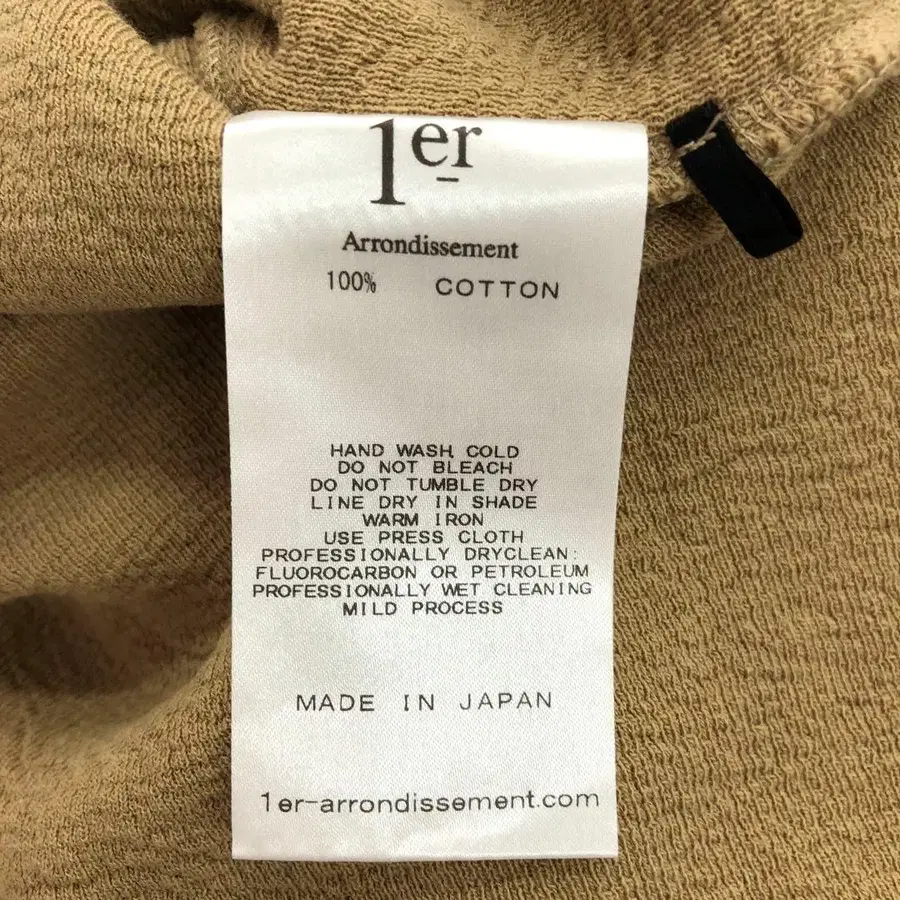 1er
Arrondissement
100% COTTON
HAND WASH COLD
DO NOT BLEACH
DO NOT TUMBLE DRY
LINE DRY IN SHADE
WARM IRON
USE PRESS CLOTH
PROFESSIONALLY DRYCLEAN:
FLUOROCARBON OR PETROLEUM
PROFESSIONALLY WET CLEANING
MILD PROCESS
MADE IN JAPAN
1er-arrondissement.com